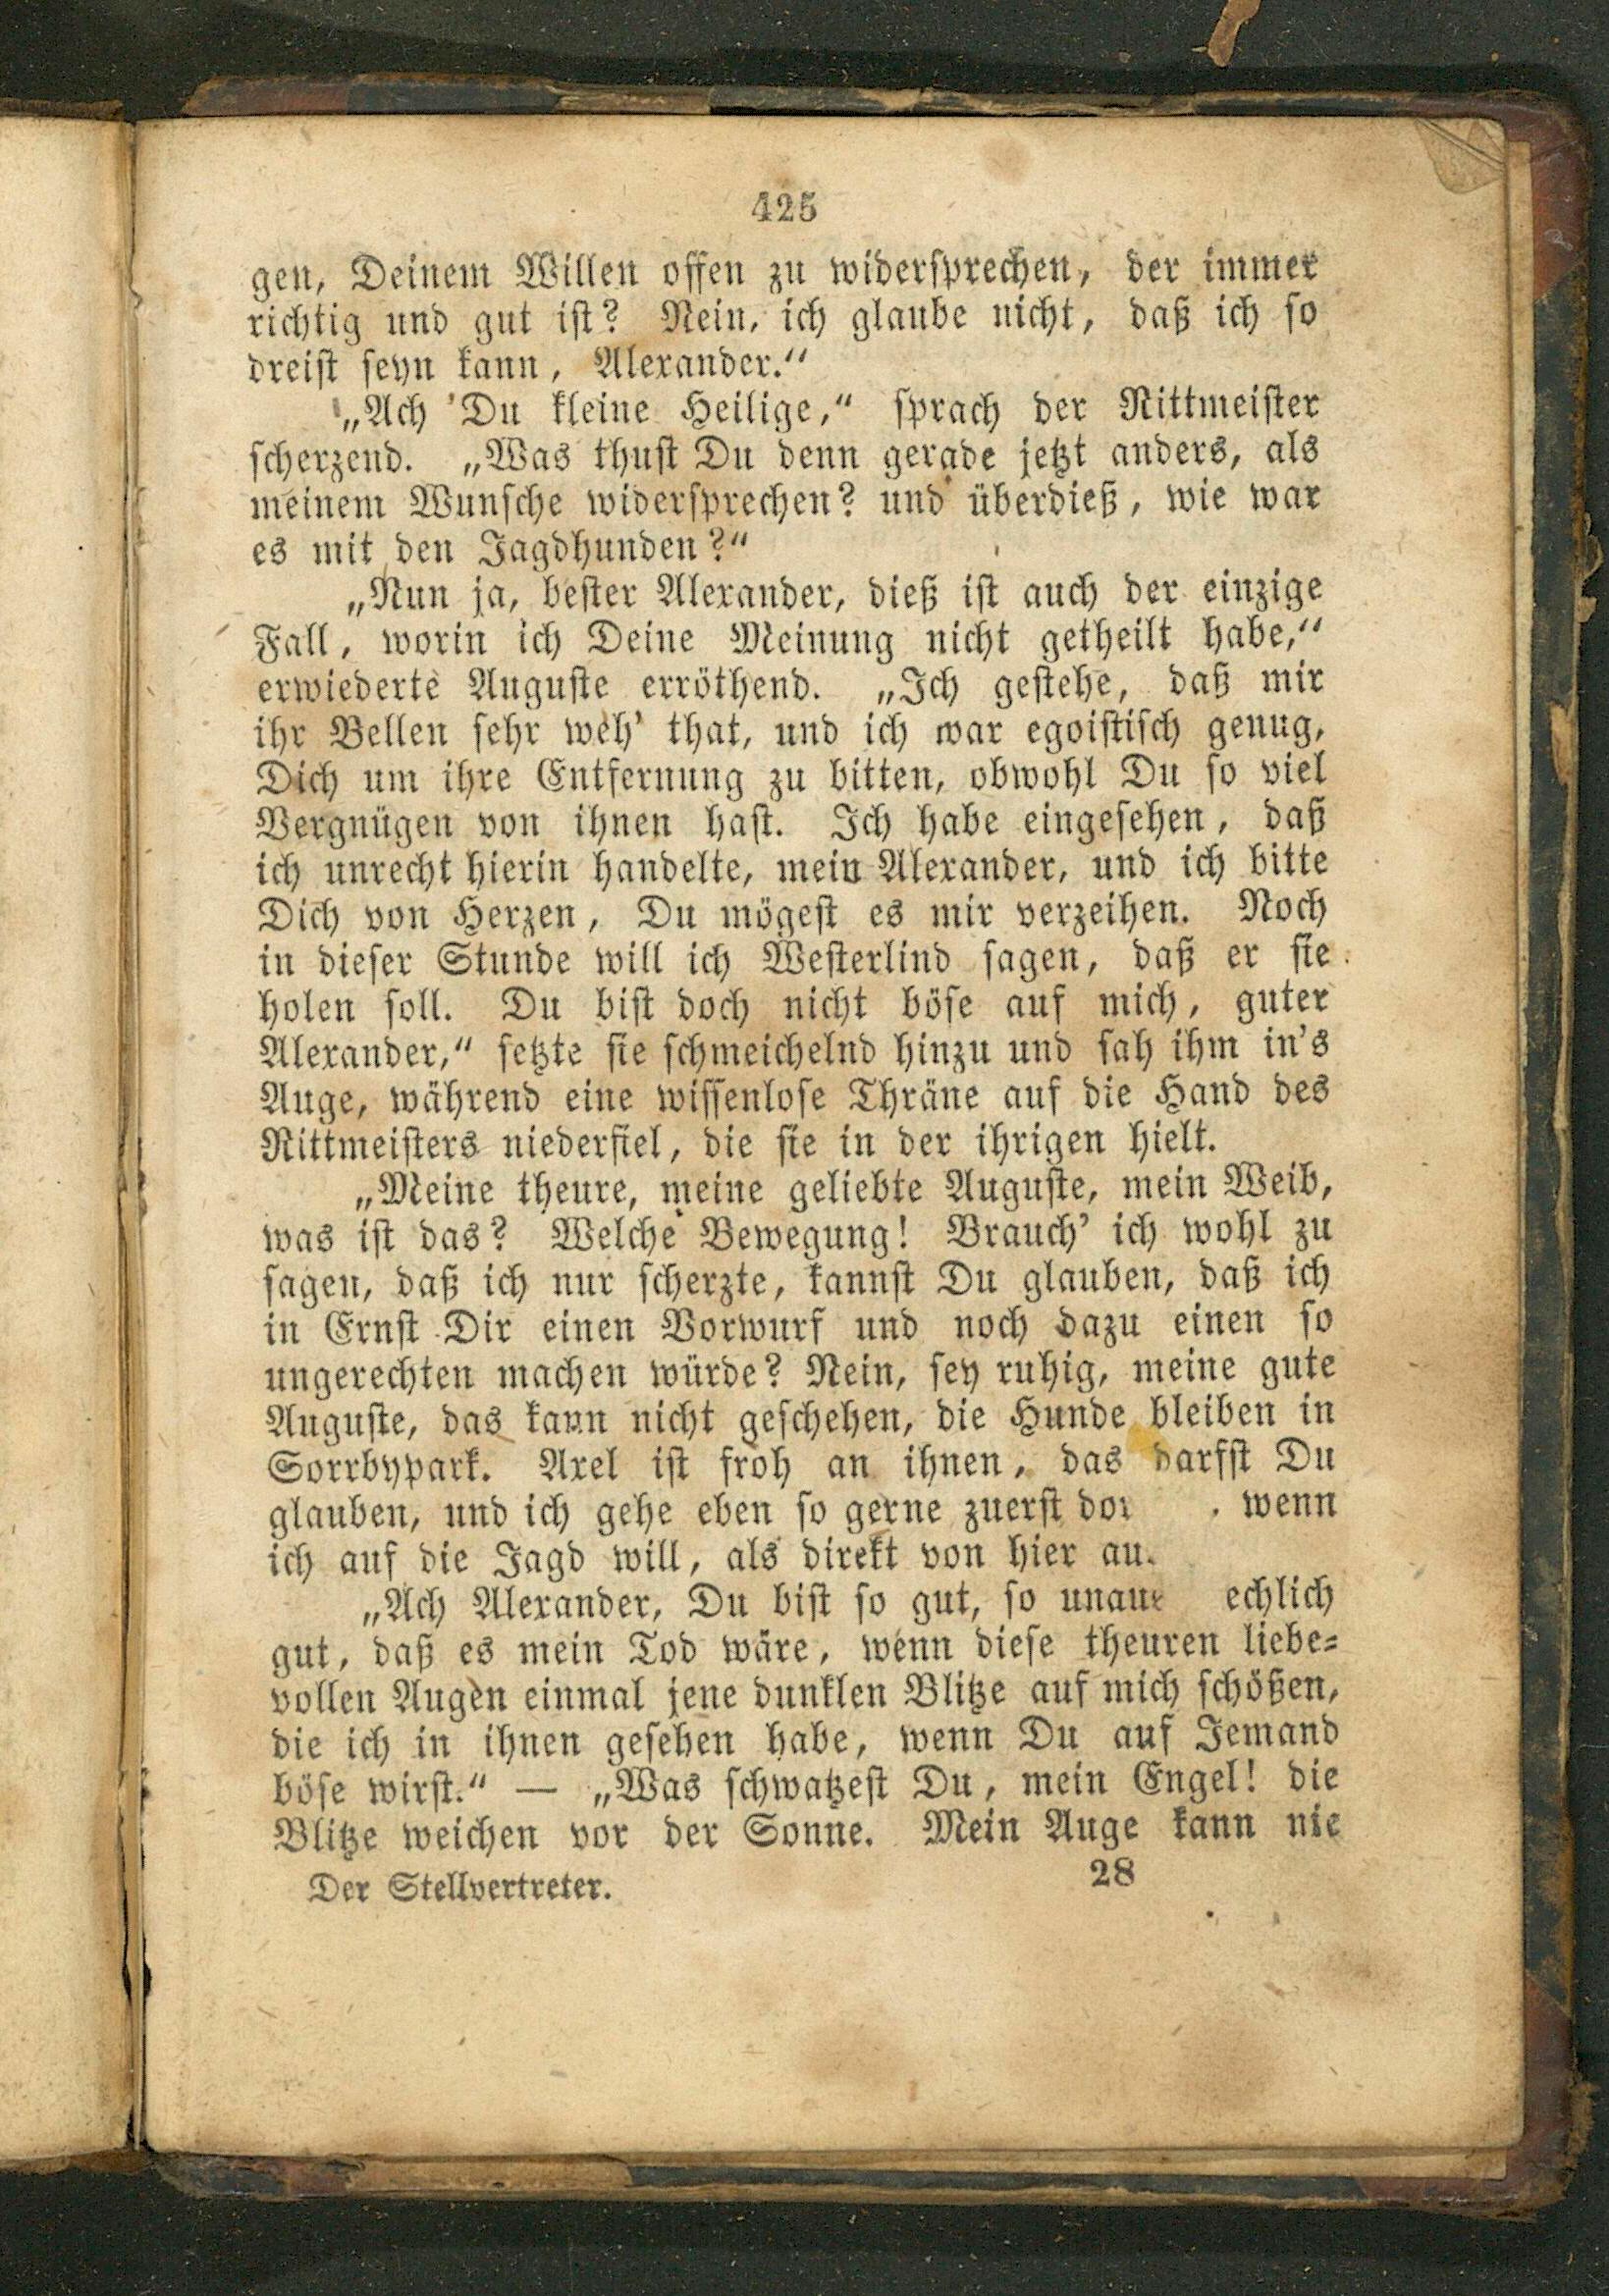 425
gen, Deinem Willen offen zu widersprechen, der immer
richtig und gut ist? Nein, ich glaube nicht, daß ich so
dreist seyn kann, Alexander.“
„Ach Du kleine Heilige,“ sprach der Rittmeister
scherzend. „Was thust Du denn gerade jetzt anders, als
meinem Wunsche widersprechen? und überdieß, wie war
es mit den Jagdhunden?“
„Nun ja, bester Alexander, dieß ist auch der einzige
Fall, worin ich Deine Meinung nicht getheilt habe,“
erwiederte Auguste erröthend. „Ich gestehe, daß mir
ihr Bellen sehr weh’ that, und ich war egoistisch genug,
Dich um ihre Entfernung zu bitten, obwohl Du so viel
Vergnügen von ihnen hast. Ich habe eingesehen, daß
ich unrecht hierin handelte, mein Alexander, und ich bitte
Dich von Herzen, Du mögest es mir verzeihen. Noch
in dieser Stunde will ich Westerlind sagen, daß er sie
holen soll. Du bist doch nicht böse auf mich, guter
Alexander,“ setzte sie schmeichelnd hinzu und sah ihm in’s
Auge, während eine wissenlose Thräne auf die Hand des
Rittmeisters niederfiel, die sie in der ihrigen hielt.
„Meine theure, meine geliebte Auguste, mein Weib,
was ist das? Welche Bewegung! Brauch’ ich wohl zu
sagen, daß ich nur scherzte, kannst Du glauben, daß ich
in Ernst Dir einen Vorwurf und noch dazu einen so
ungerechten machen würde? Nein, sey ruhig, meine gute
Auguste, das kann nicht geschehen, die Hunde bleiben in
Sorrbypark. Axel ist froh an ihnen, das darfst Du
glauben, und ich gehe eben so gerne zuerst , wenn
ich auf die Jagd will, als direkt von hier
„Ach Alexander, Du bist so gut, so
gut, daß es mein Tod wäre, wenn diese theuren liebe-
vollen Augen einmal jene dunklen Blitze auf mich schößen,
die ich in ihnen gesehen habe, wenn Du auf Jemand
böse wirst.“ — „Was schwatzest Du, mein Engel! die
Blitze weichen vor der Sonne. Mein Auge kann nie
Der Stellvertreter. 28